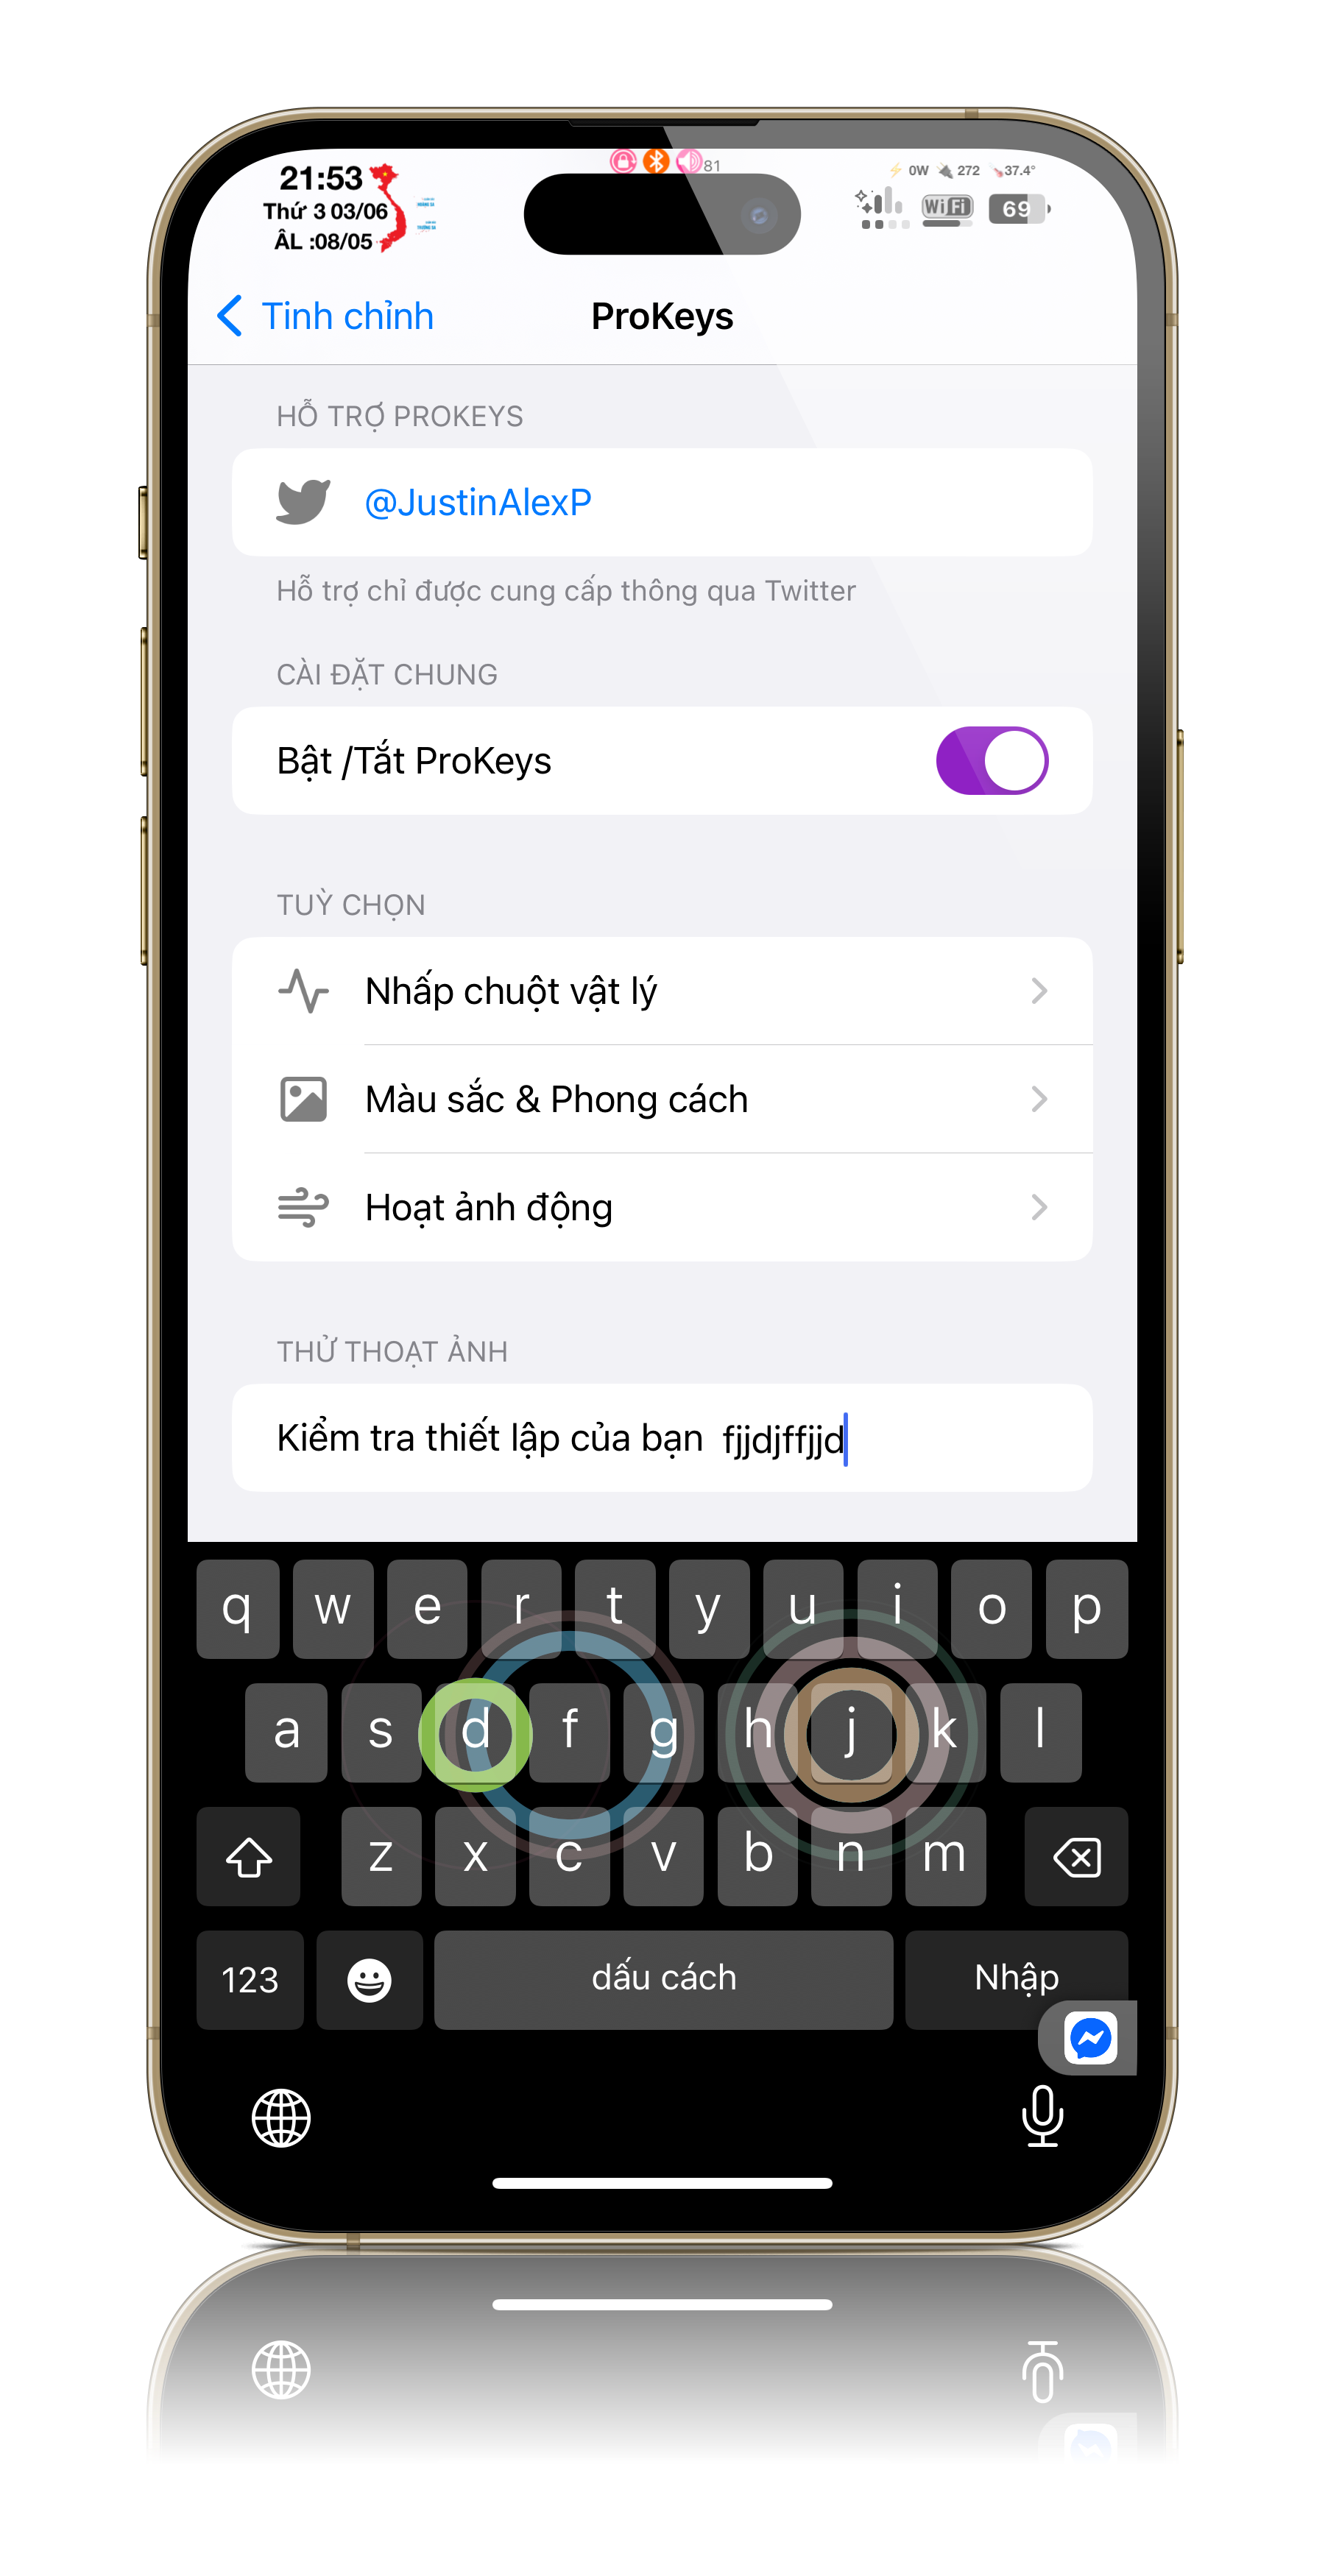 21:53
Thứ 3 03/06
ÂL :08/05
81
0W 272 37.4°
WiFi
69
Tinh chỉnh
ProKeys
HỖ TRỢ PROKEYS
@JustinAlexP
Hỗ trợ chỉ được cung cấp thông qua Twitter
CÀI ĐẶT CHUNG
Bật /Tắt ProKeys
TUỲ CHỌN
Nhấp chuột vật lý
Màu sắc & Phong cách
Hoạt ảnh động
THỬ THOẠT ẢNH
Kiểm tra thiết lập của bạn fjjdjffjjd
q w e r t y u i o p
a s d f g h j k l
z x c v b n m
123 dấu cách Nhập